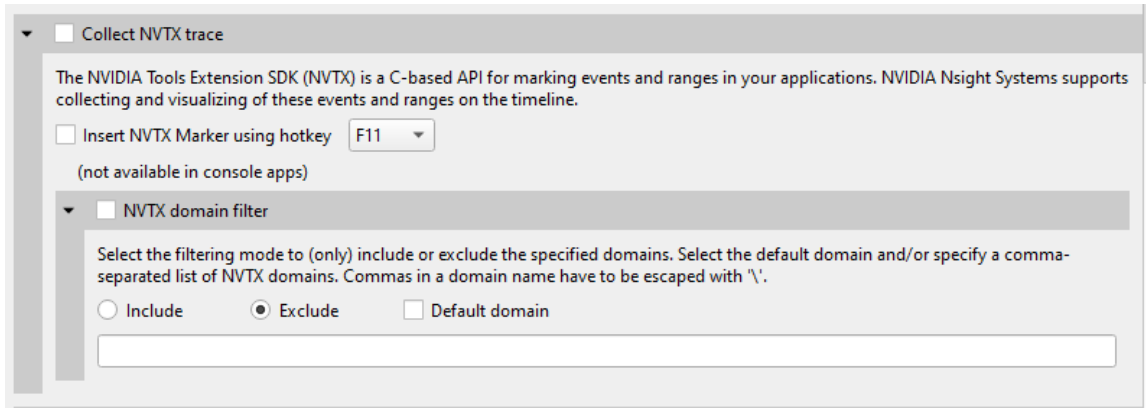 Collect NVTX trace
The NVIDIA Tools Extension SDK (NVTX) is a C-based API for marking events and ranges in your applications. NVIDIA Nsight Systems supports
collecting and visualizing of these events and ranges on the timeline.
Insert NVTX Marker using hotkey F11
(not available in console apps)
NVTX domain filter
Select the filtering mode to (only) include or exclude the specified domains. Select the default domain and/or specify a comma-
separated list of NVTX domains. Commas in a domain name have to be escaped with '\'.
Include Exclude Default domain